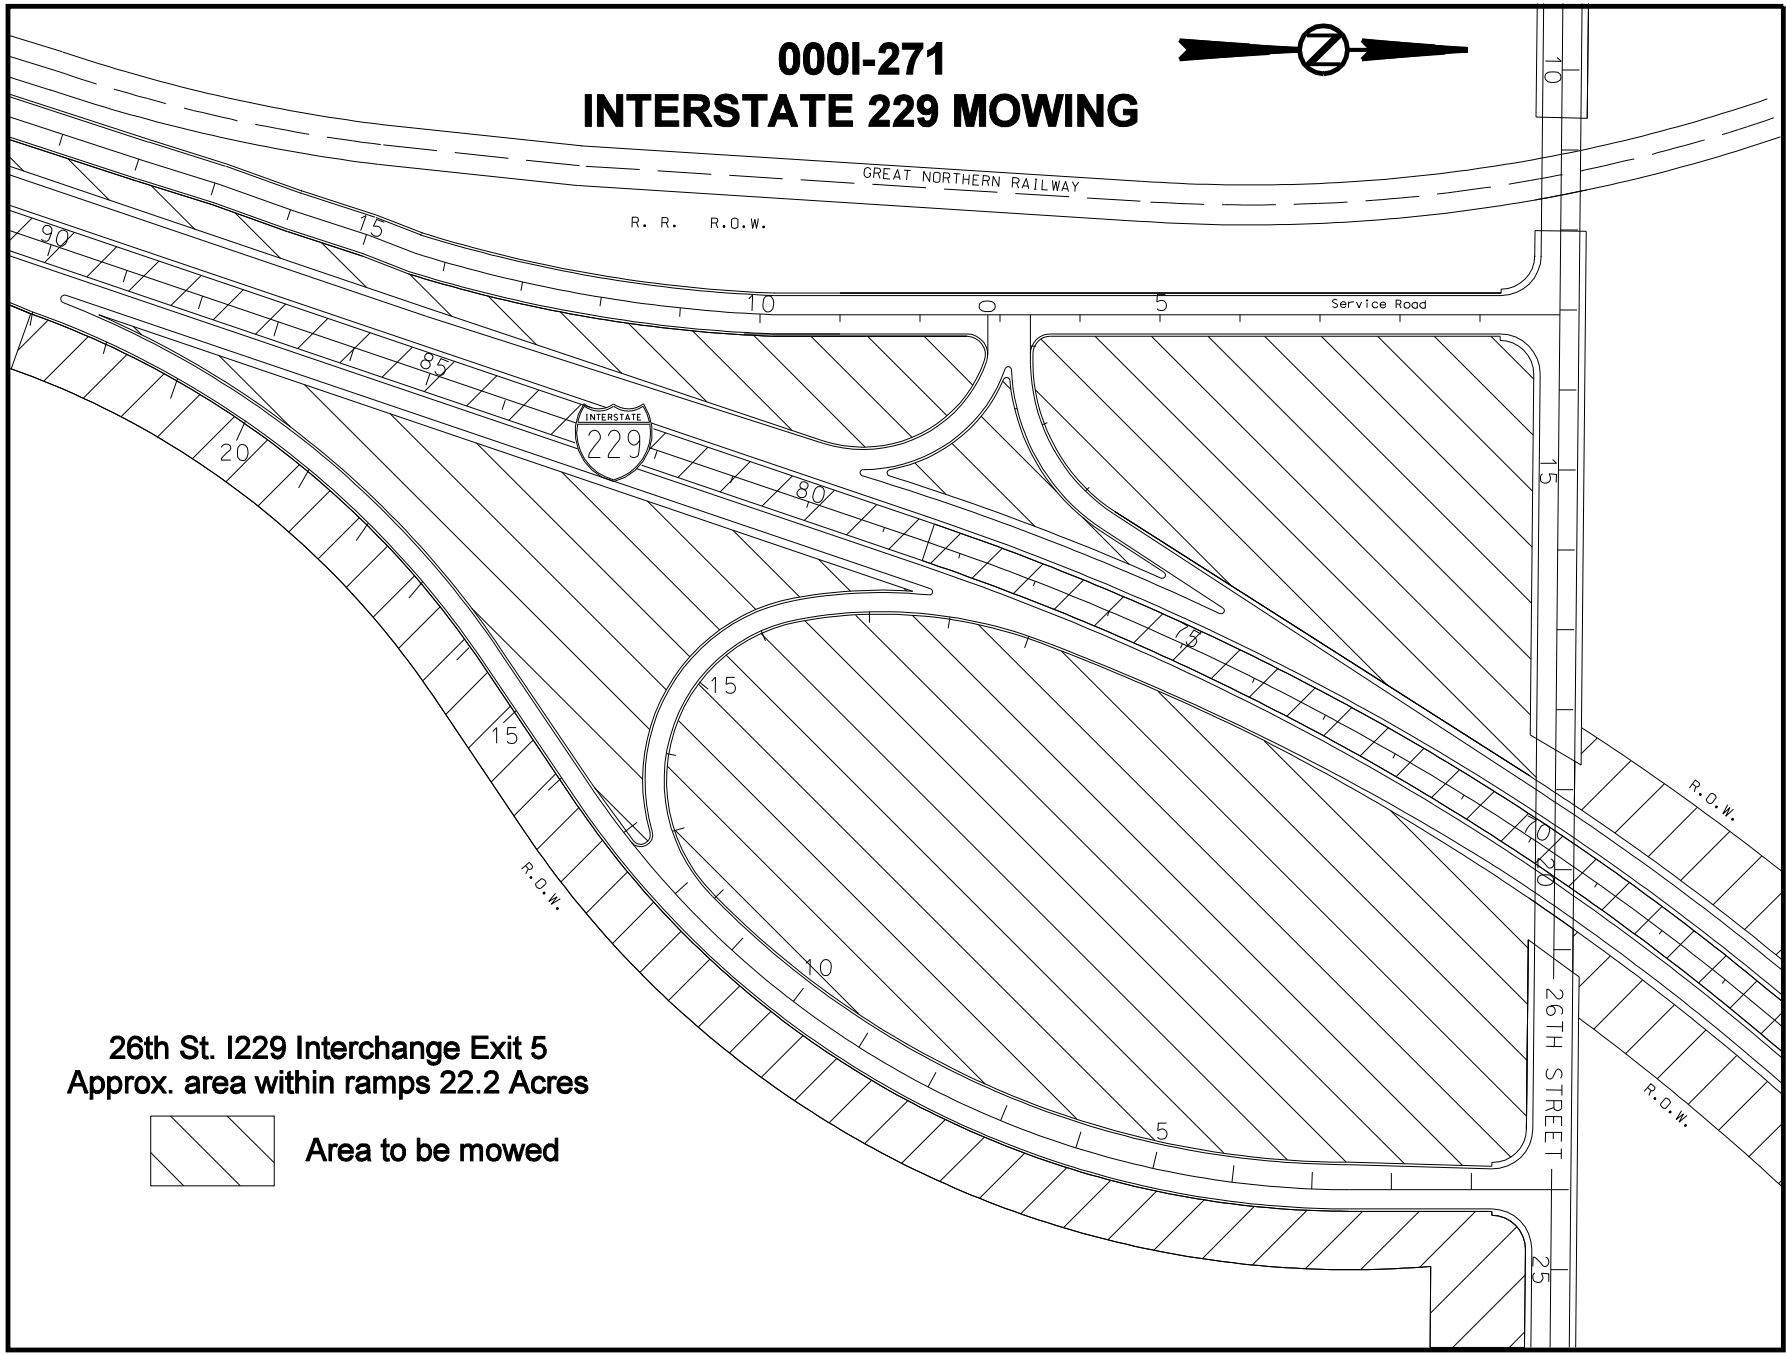 000I-271
INTERSTATE 229 MOWING
Z
10
GREAT NORTHERN RAILWAY
R. R. R.O.W.
15
90
10
0
5
Service Road
85
INTERSTATE
229
20
80
15
75
15
15
R.O.W.
70
20
R.O.W.
10
26TH STREET
R.O.W.
5
25
26th St. I229 Interchange Exit 5
Approx. area within ramps 22.2 Acres
Area to be mowed